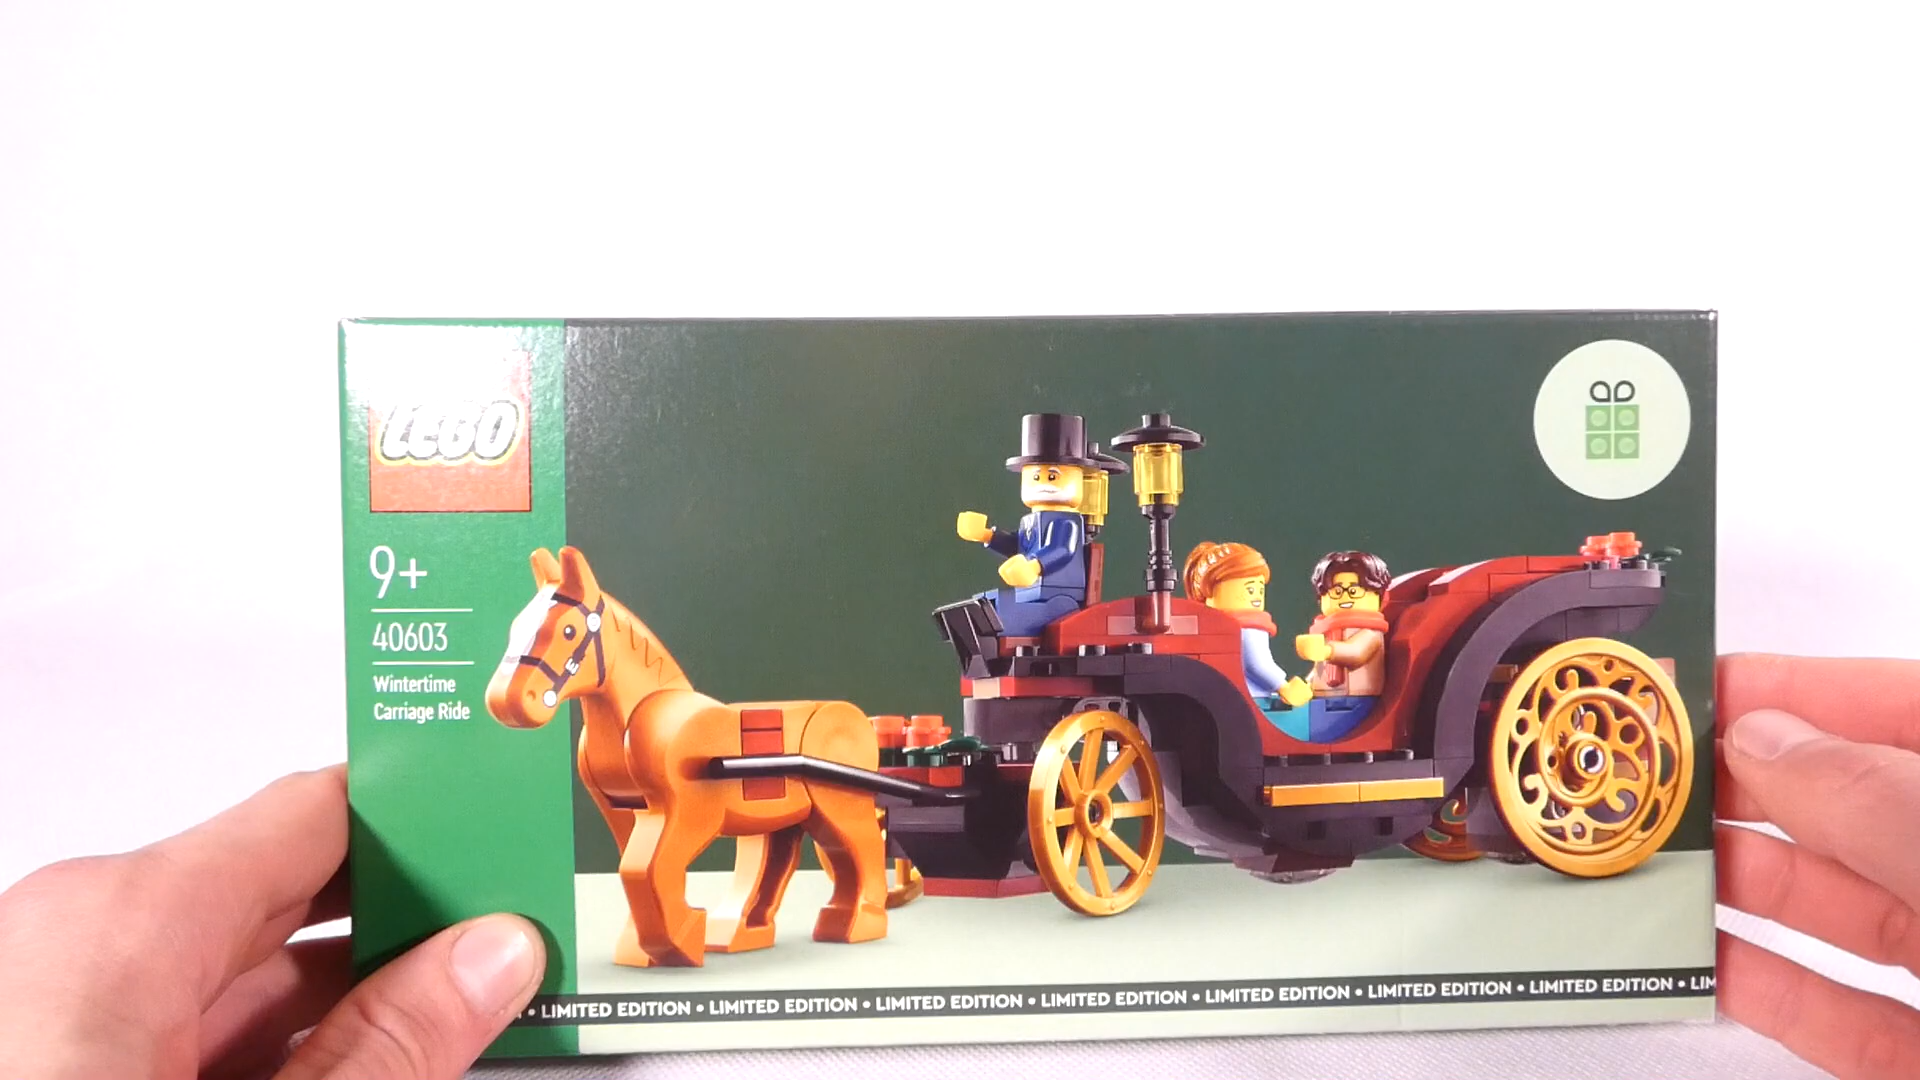 LEGO
9+
40603
Wintertime
Carriage Ride
• LIMITED EDITION • LIMITED EDITION • LIMITED EDITION • LIMITED EDITION • LIMITED EDITION • LIMITED EDITION • LIMITED EDITION • LIM